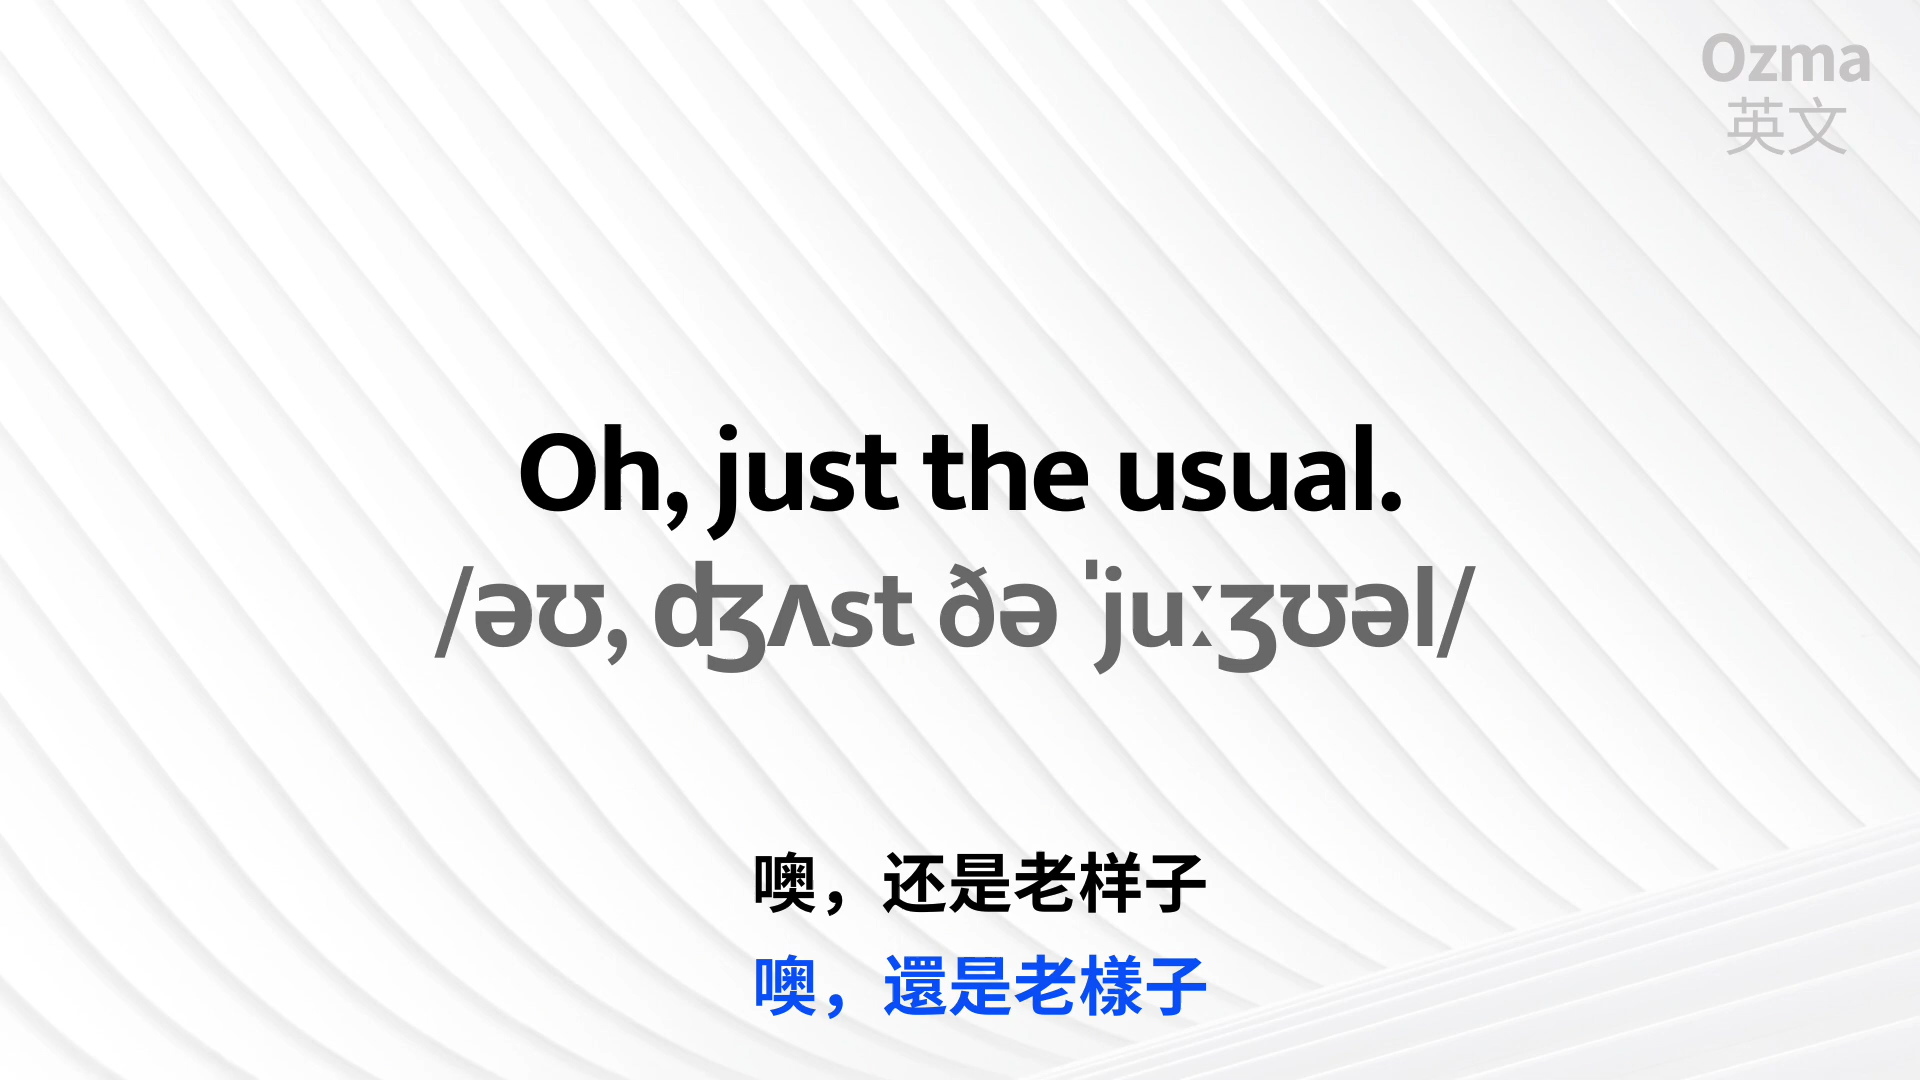 Ozma
英文
Oh, just the usual.
/əʊ, ʤʌst ðə ˈjuːʒʊəl/
噢，还是老样子
噢，還是老樣子